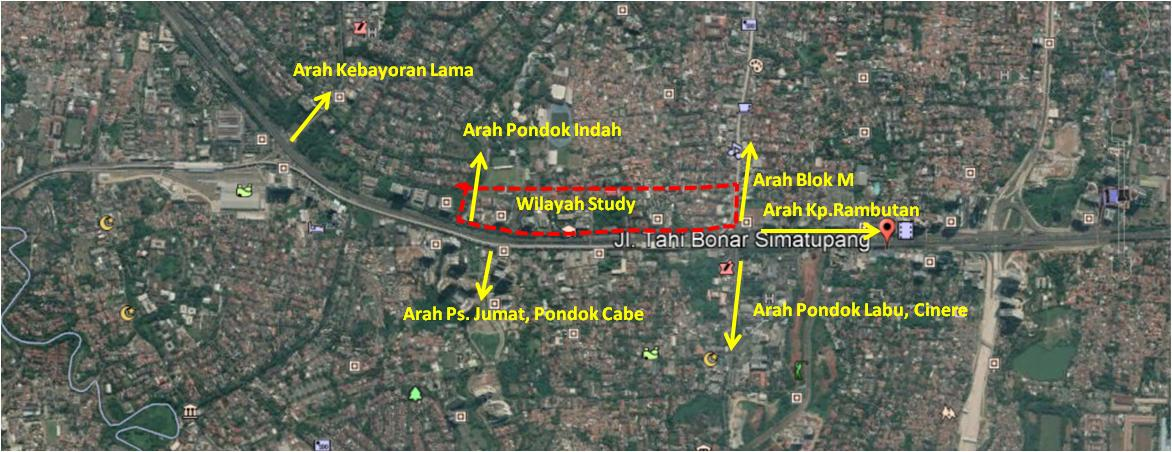 Arah Kebayoran Lama
Arah Pondok Indah
Arah Blok M
Wilayah Study
Arah Kp.Rambutan
Jl. Tahi Bonar Simatupang
Arah Ps. Jumat, Pondok Cabe
Arah Pondok Labu, Cinere